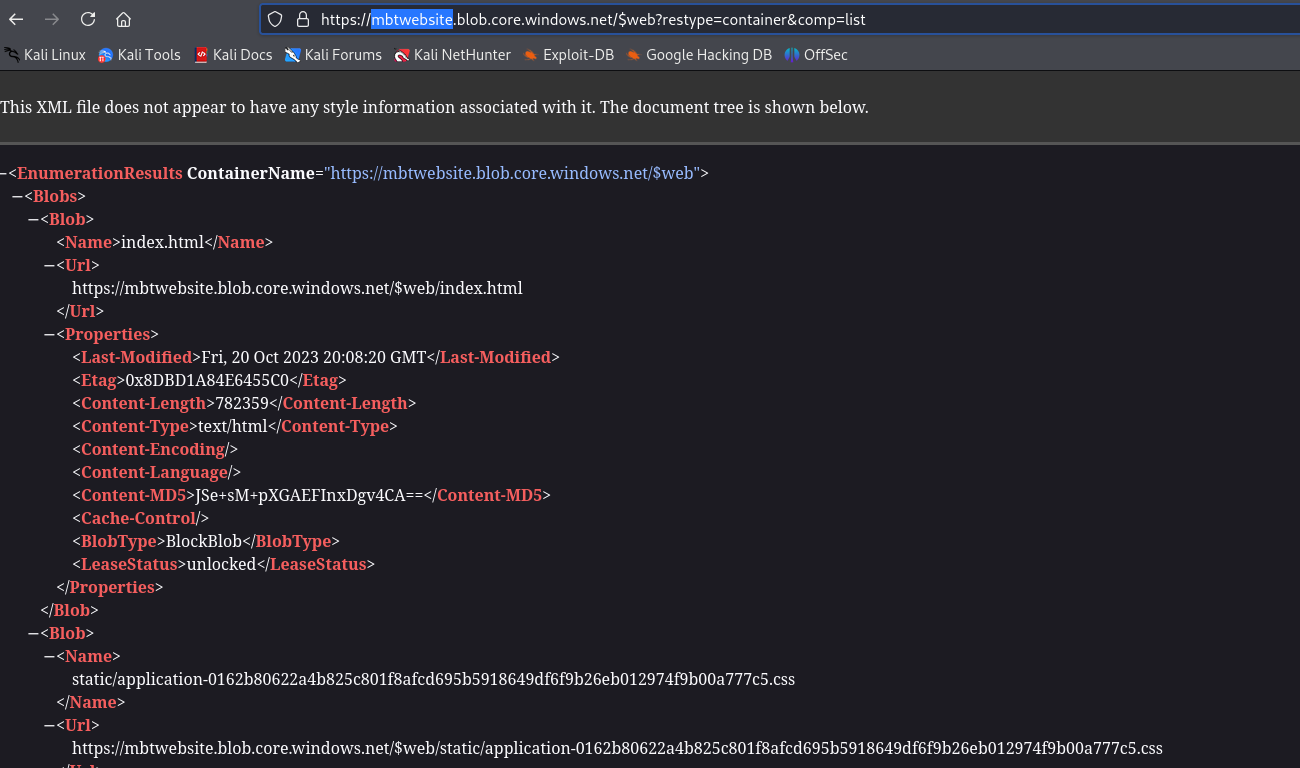 https://mbtwebsite.blob.core.windows.net/$web?restype=container&comp=list
Kali Linux Kali Tools Kali Docs Kali Forums Kali NetHunter Exploit-DB Google Hacking DB OffSec
This XML file does not appear to have any style information associated with it. The document tree is shown below.
−<EnumerationResults ContainerName="https://mbtwebsite.blob.core.windows.net/$web">
−<Blobs>
−<Blob>
<Name>index.html</Name>
−<Url>
https://mbtwebsite.blob.core.windows.net/$web/index.html
</Url>
−<Properties>
<Last-Modified>Fri, 20 Oct 2023 20:08:20 GMT</Last-Modified>
<Etag>0x8DBD1A84E6455C0</Etag>
<Content-Length>782359</Content-Length>
<Content-Type>text/html</Content-Type>
<Content-Encoding/>
<Content-Language/>
<Content-MD5>JSe+sM+pXGAEFInxDgv4CA==</Content-MD5>
<Cache-Control/>
<BlobType>BlockBlob</BlobType>
<LeaseStatus>unlocked</LeaseStatus>
</Properties>
</Blob>
−<Blob>
−<Name>
static/application-0162b80622a4b825c801f8afcd695b5918649df6f9b26eb012974f9b00a777c5.css
</Name>
−<Url>
https://mbtwebsite.blob.core.windows.net/$web/static/application-0162b80622a4b825c801f8afcd695b5918649df6f9b26eb012974f9b00a777c5.css